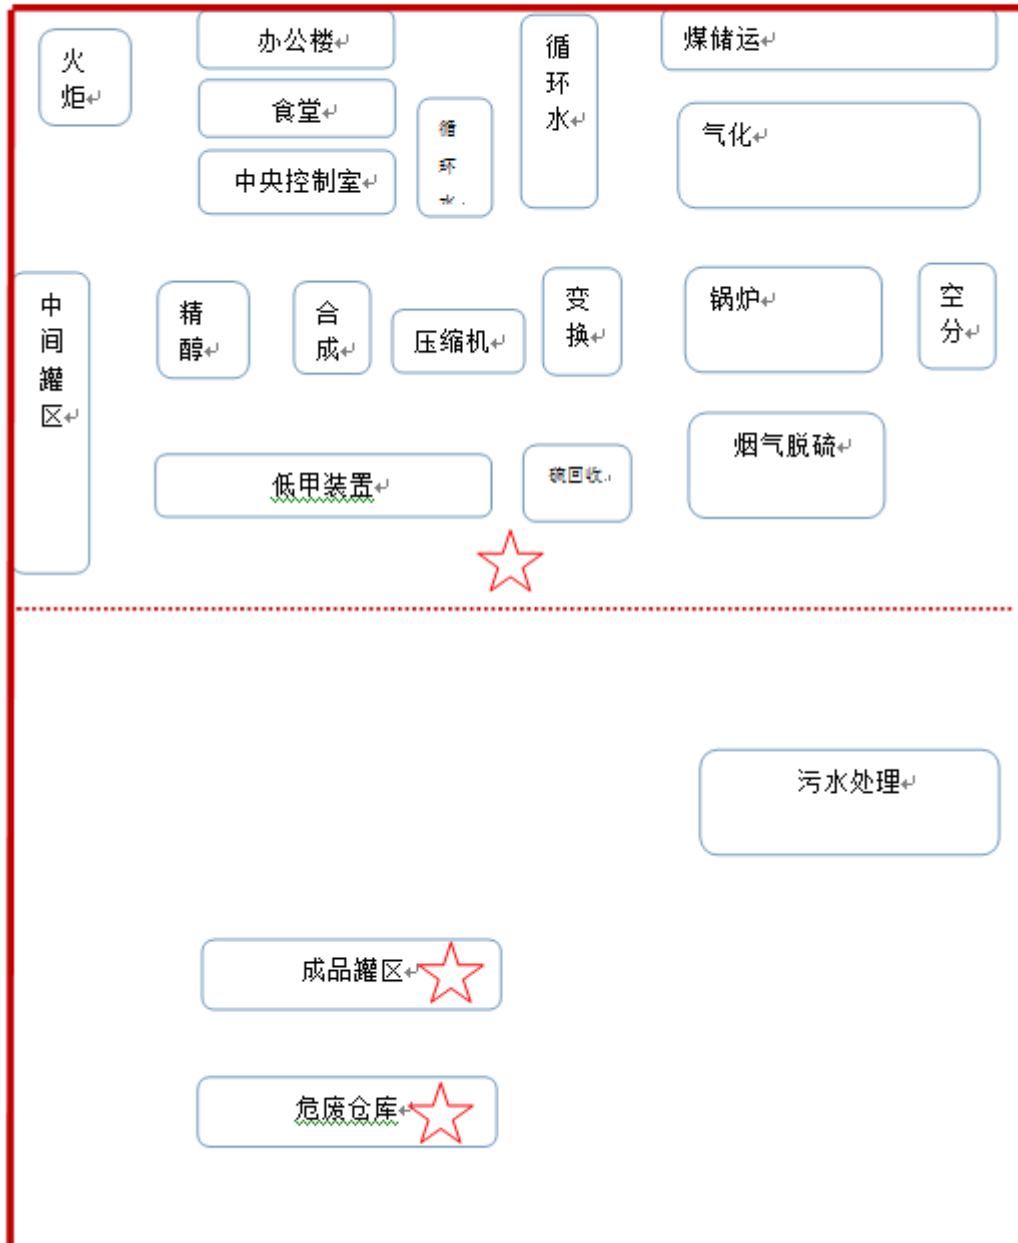 火
炬
办公楼
食堂
中央控制室
循
环
水
循
环
水
煤储运
气化
中
间
罐
区
精
醇
合
成
压缩机
变
换
锅炉
空
分
低甲装置
硫回收
烟气脱硫
污水处理
成品罐区
危废仓库